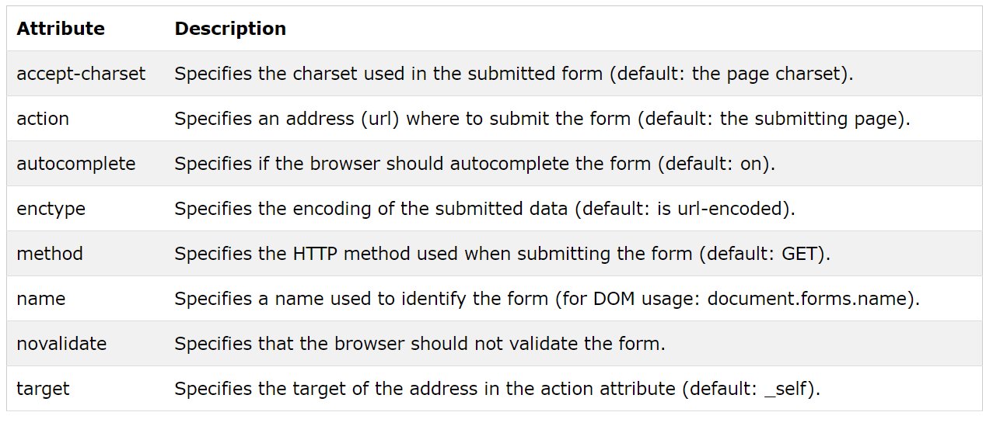 Attribute Description
accept-charset Specifies the charset used in the submitted form (default: the page charset).
action Specifies an address (url) where to submit the form (default: the submitting page).
autocomplete Specifies if the browser should autocomplete the form (default: on).
enctype Specifies the encoding of the submitted data (default: is url-encoded).
method Specifies the HTTP method used when submitting the form (default: GET).
name Specifies a name used to identify the form (for DOM usage: document.forms.name).
novalidate Specifies that the browser should not validate the form.
target Specifies the target of the address in the action attribute (default: _self).